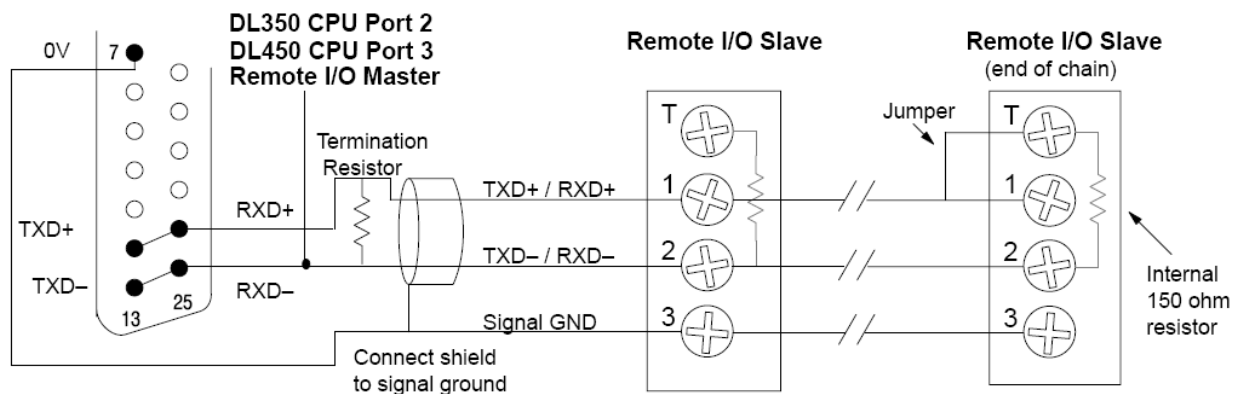 DL350 CPU Port 2
DL450 CPU Port 3
Remote I/O Master
0V
7
TXD+
TXD–
13
25
RXD+
RXD–
Termination
Resistor
TXD+ / RXD+
TXD– / RXD–
Signal GND
Connect shield
to signal ground
Remote I/O Slave
T
1
2
3
Jumper
Remote I/O Slave
(end of chain)
T
1
2
3
Internal
150 ohm
resistor